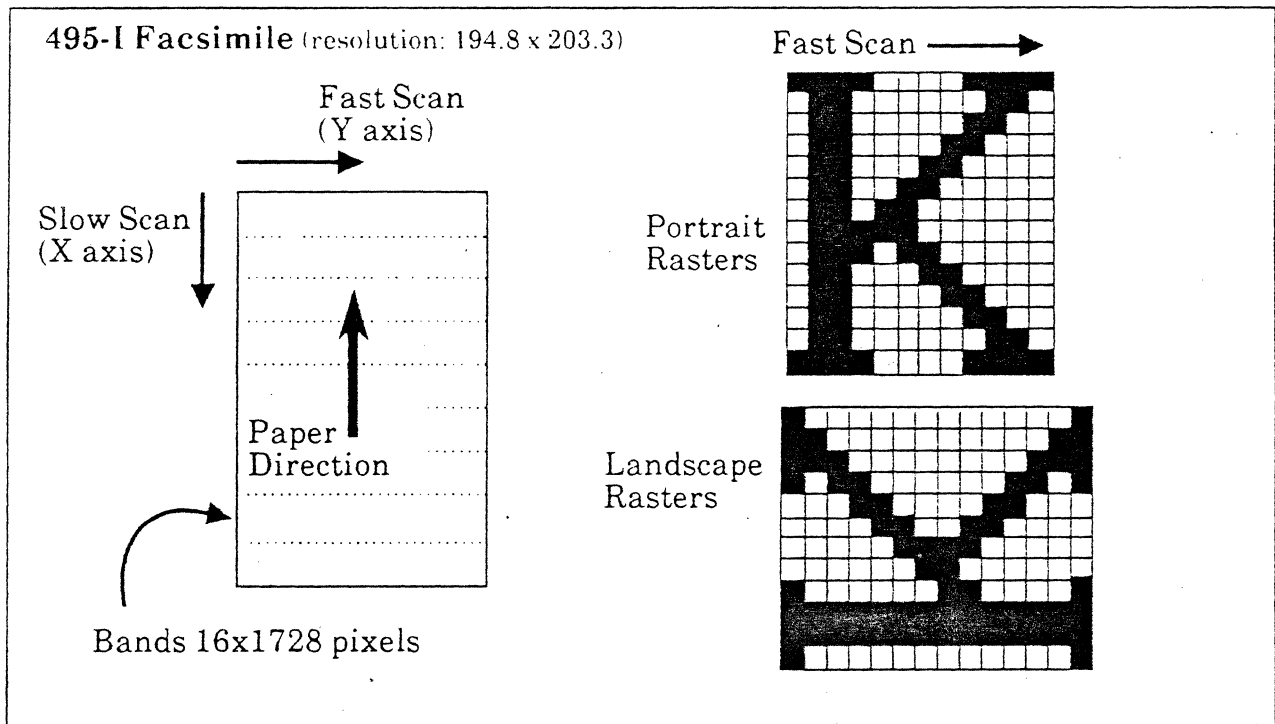 495-I Facsimile (resolution: 194.8 x 203.3)
Fast Scan
(Y axis)
Slow Scan
(X axis)
Paper
Direction
Bands 16x1728 pixels
Fast Scan
Portrait
Rasters
Landscape
Rasters